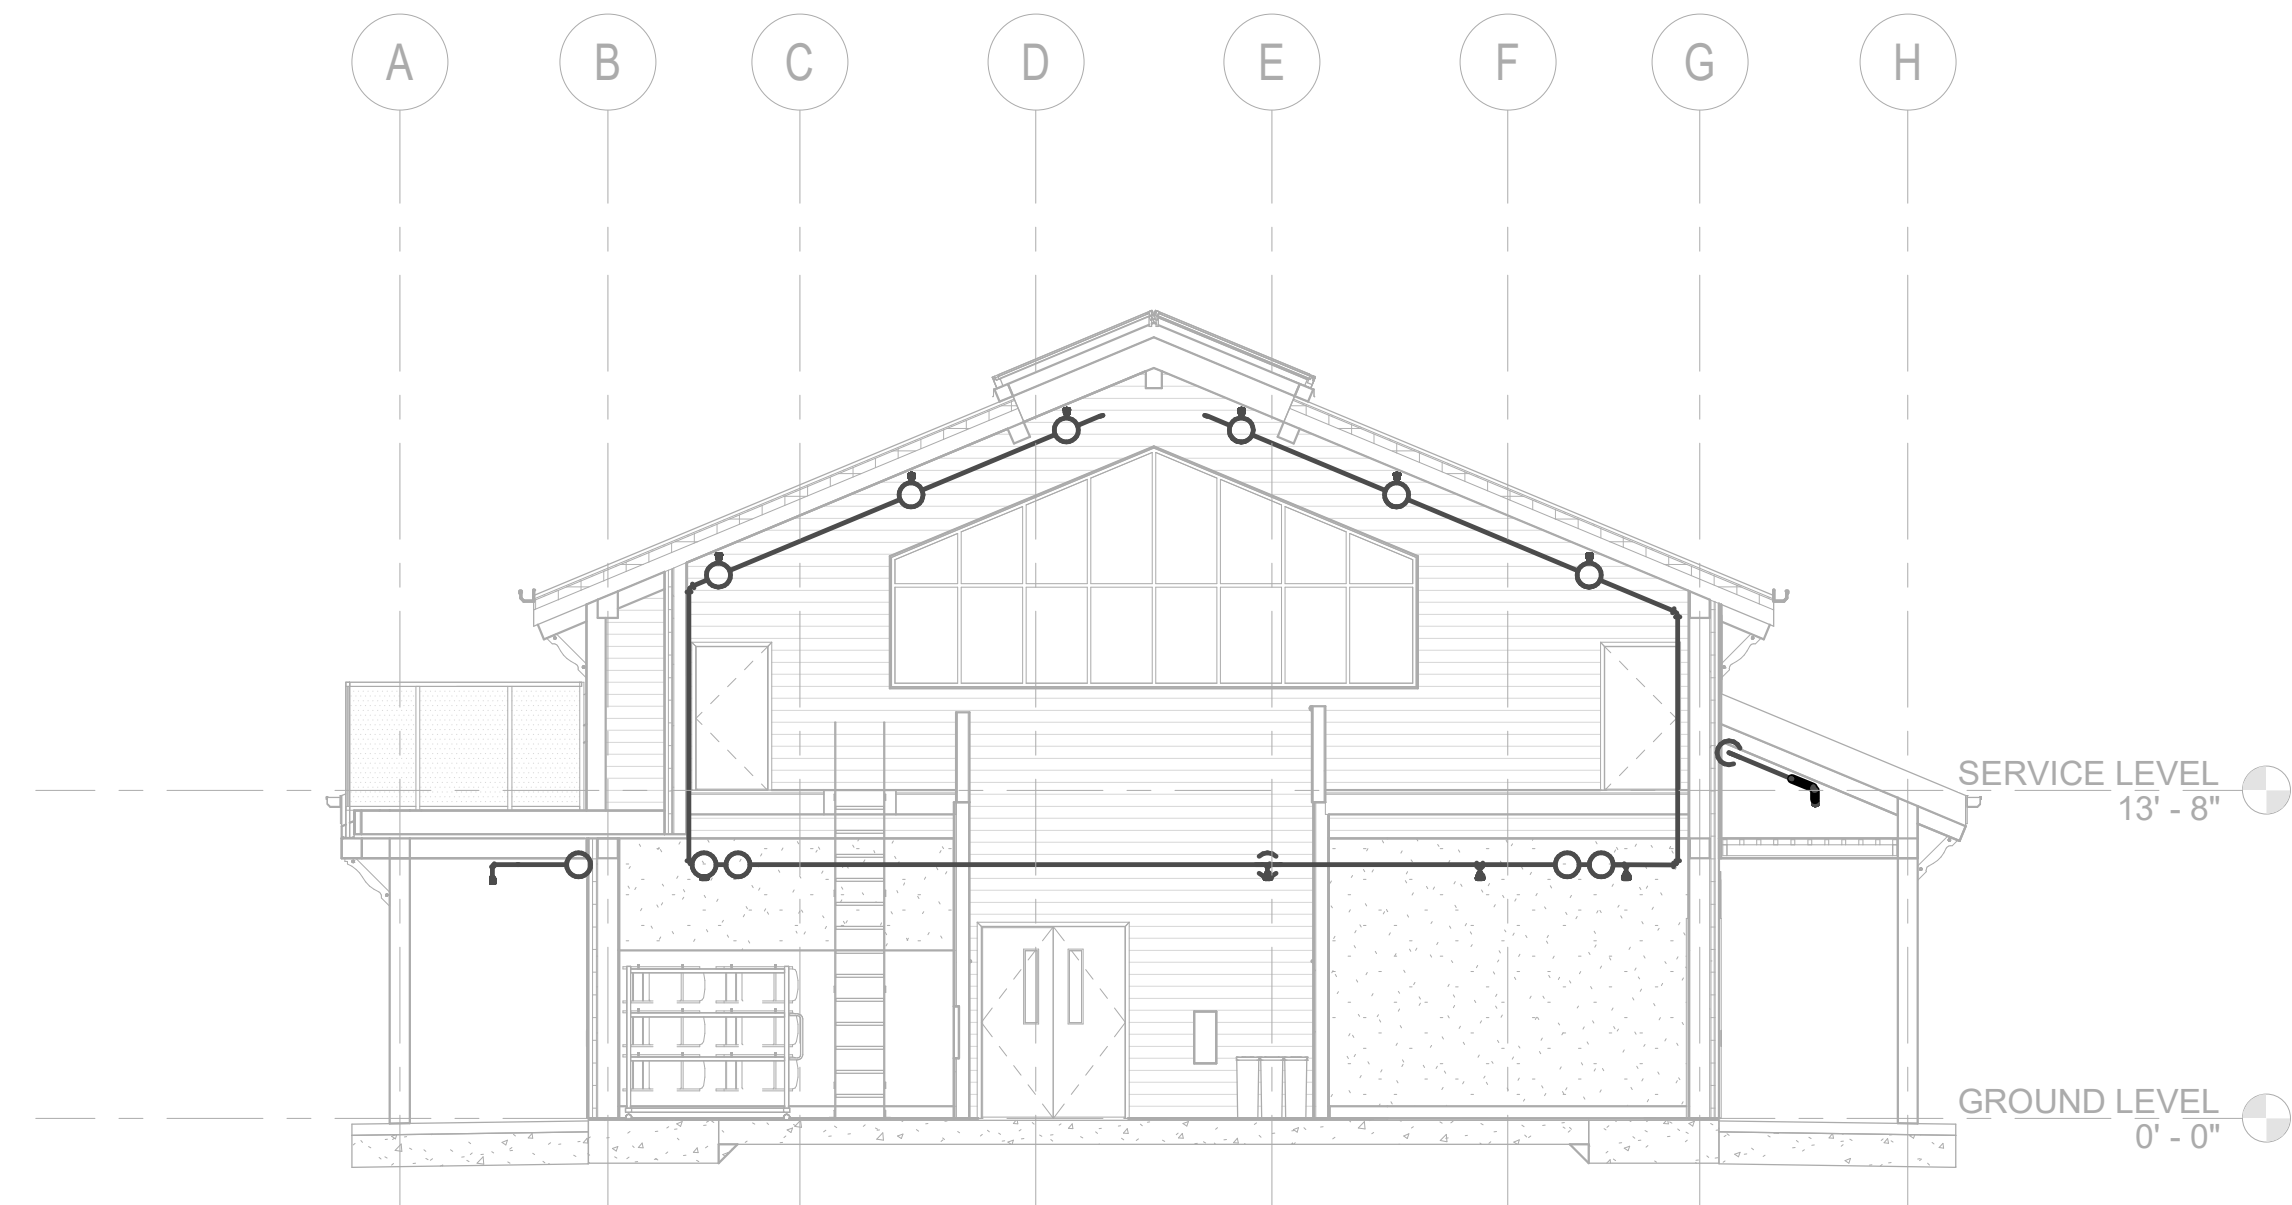 A B C D E F G H
SERVICE LEVEL
13' - 8"
GROUND LEVEL
0' - 0"